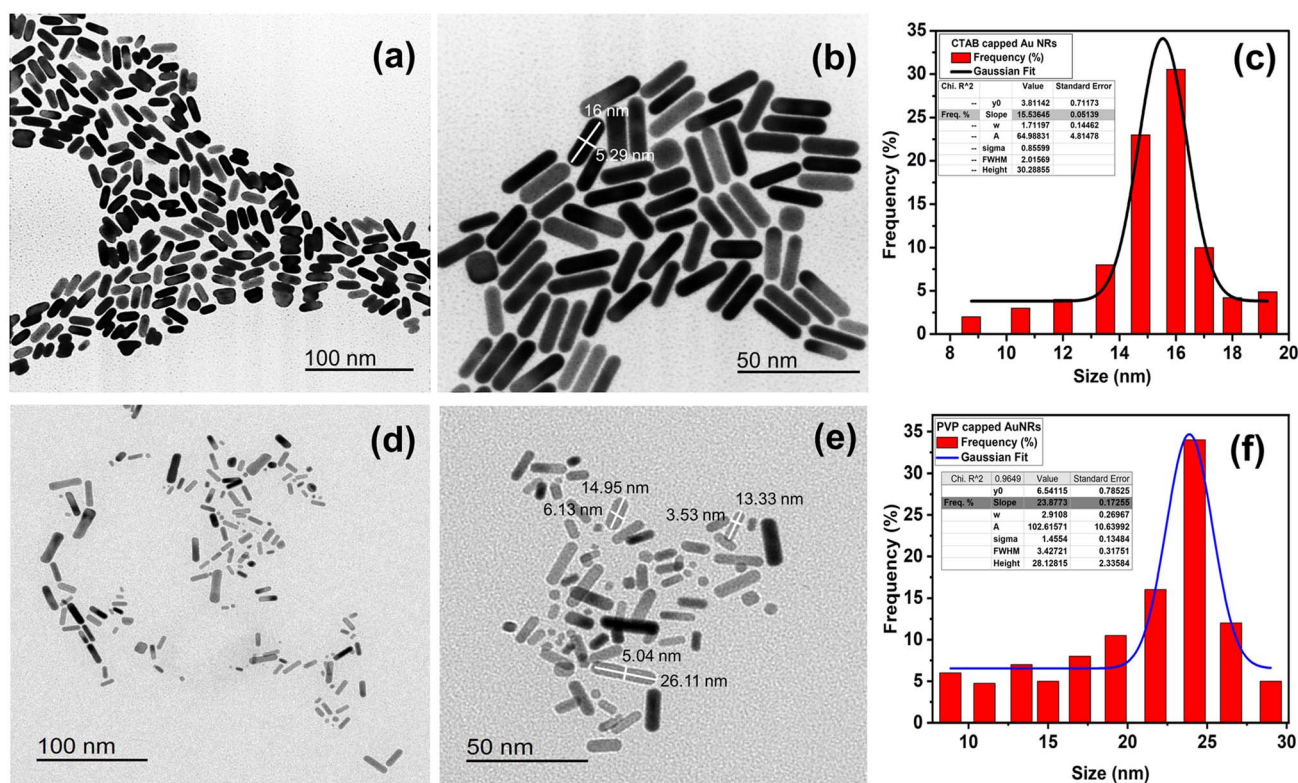 (a)
100 nm
(b)
16 nm
5.29 nm
50 nm
(c)
CTAB capped Au NRs
Frequency (%)
Gaussian Fit
Chi. R^2 Value Standard Error
-- y0 3.81142 0.71173
Freq. % Slope 15.53645 0.05139
-- w 1.71197 0.14462
-- A 64.98831 4.81478
-- sigma 0.85599
-- FWHM 2.01569
-- Height 30.28855
Frequency (%)
35
30
25
20
15
10
5
0
8 10 12 14 16 18 20
Size (nm)
(d)
100 nm
(e)
14.95 nm
6.13 nm
13.33 nm
3.53 nm
5.04 nm
26.11 nm
50 nm
(f)
PVP capped AuNRs
Frequency (%)
Gaussian Fit
Chi. R^2 0.9649 Value Standard Error
y0 6.54115 0.78525
Freq. % Slope 23.8773 0.17255
w 2.9108 0.26967
A 102.61571 10.63992
sigma 1.4554 0.13484
FWHM 3.42721 0.31751
Height 28.12815 2.33584
Frequency (%)
35
30
25
20
15
10
5
0
10 15 20 25 30
Size (nm)